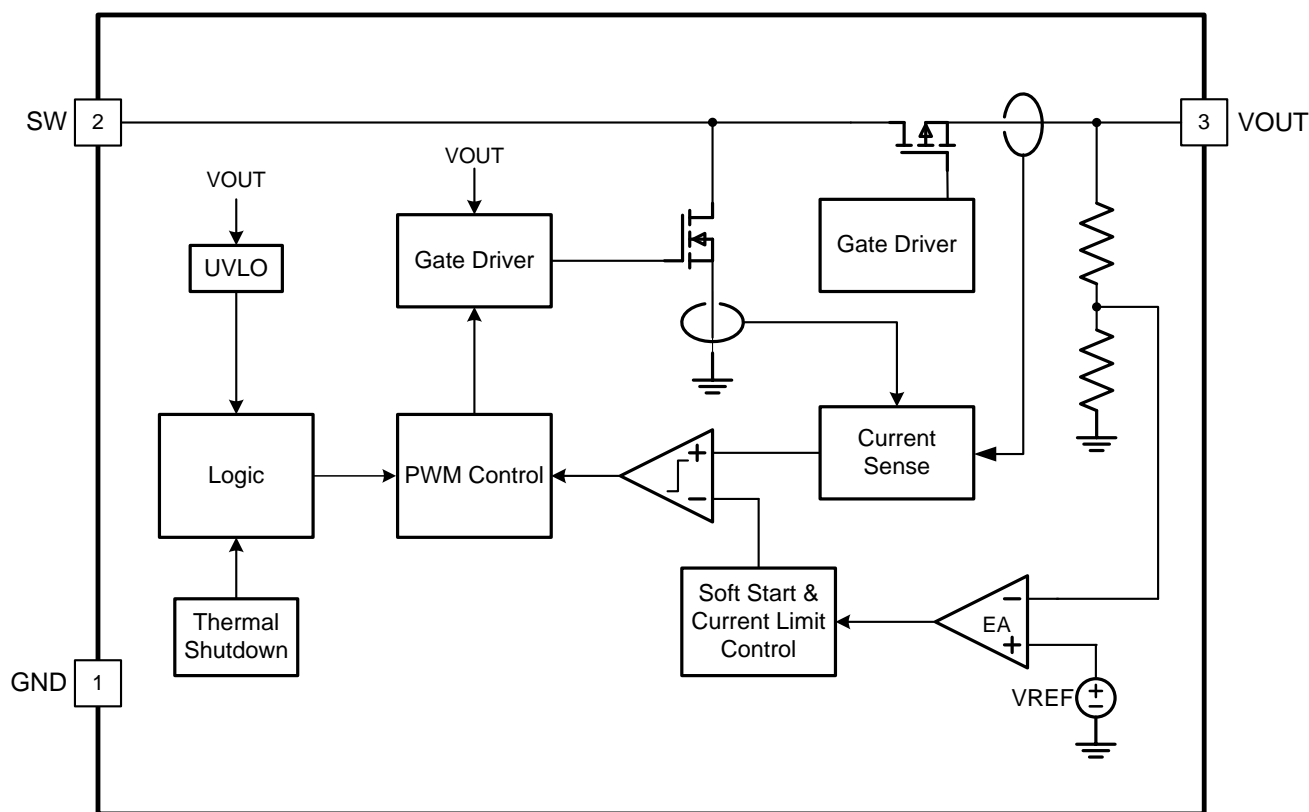 SW
2
3
VOUT
VOUT
VOUT
UVLO
Gate Driver
Gate Driver
Logic
PWM Control
+
−
Current
Sense
Thermal
Shutdown
Soft Start &
Current Limit
Control
−
EA
+
GND
1
VREF
+
−